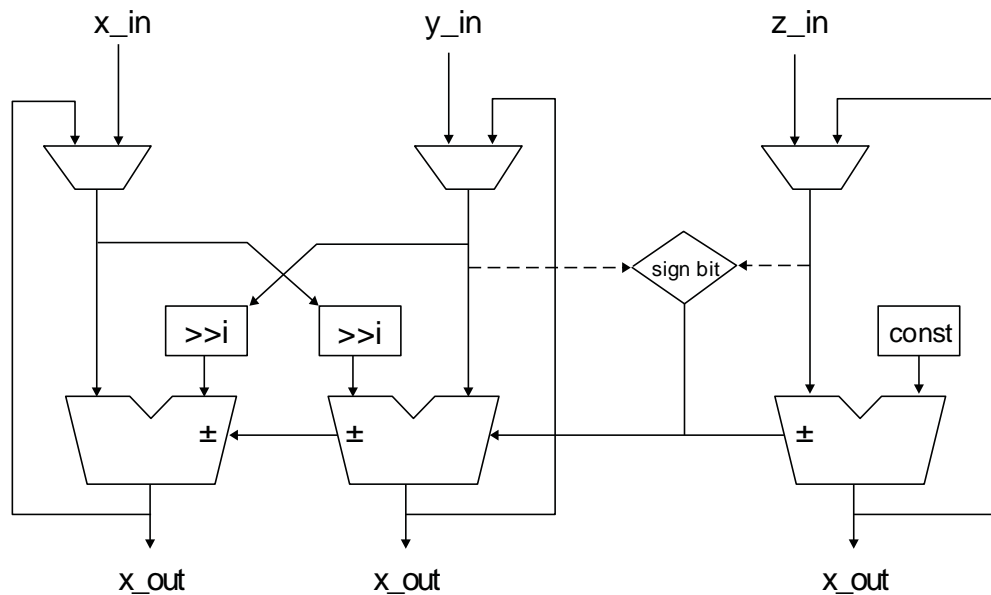 x_in
y_in
z_in
sign bit
>>i
>>i
const
±
±
±
x_out
x_out
x_out